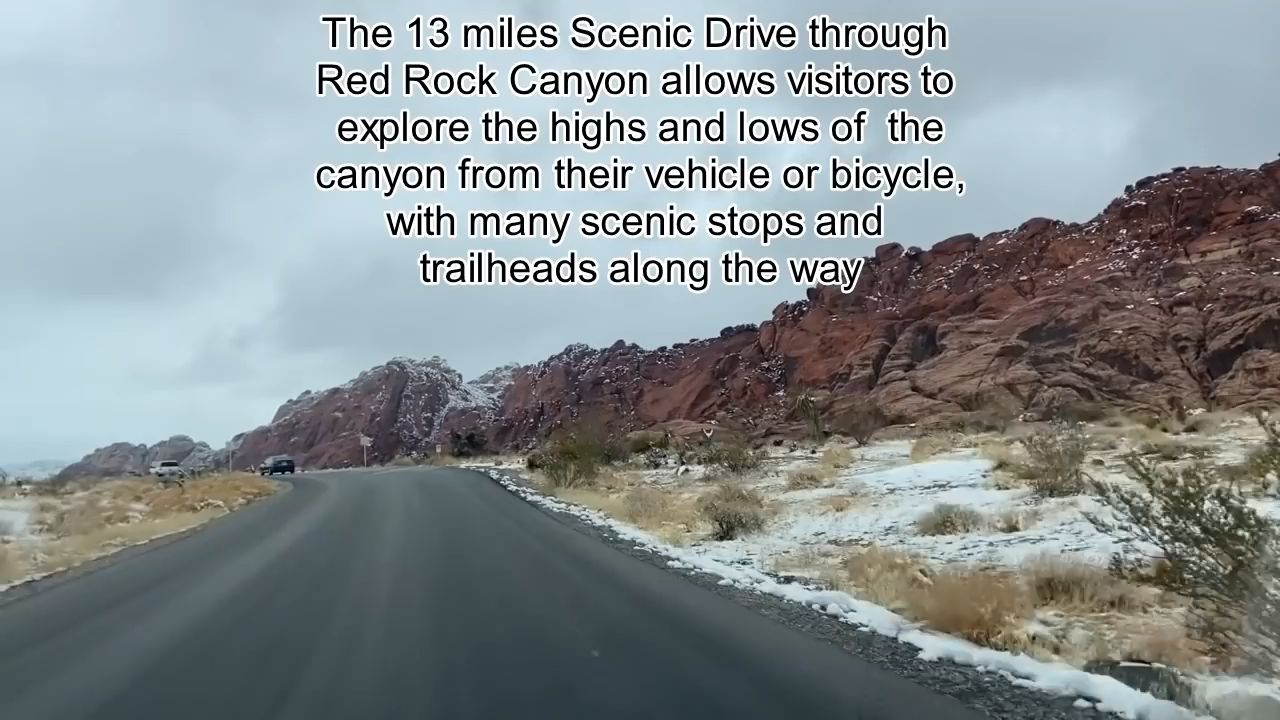 The 13 miles Scenic Drive through
Red Rock Canyon allows visitors to
explore the highs and lows of  the
canyon from their vehicle or bicycle,
with many scenic stops and
trailheads along the way